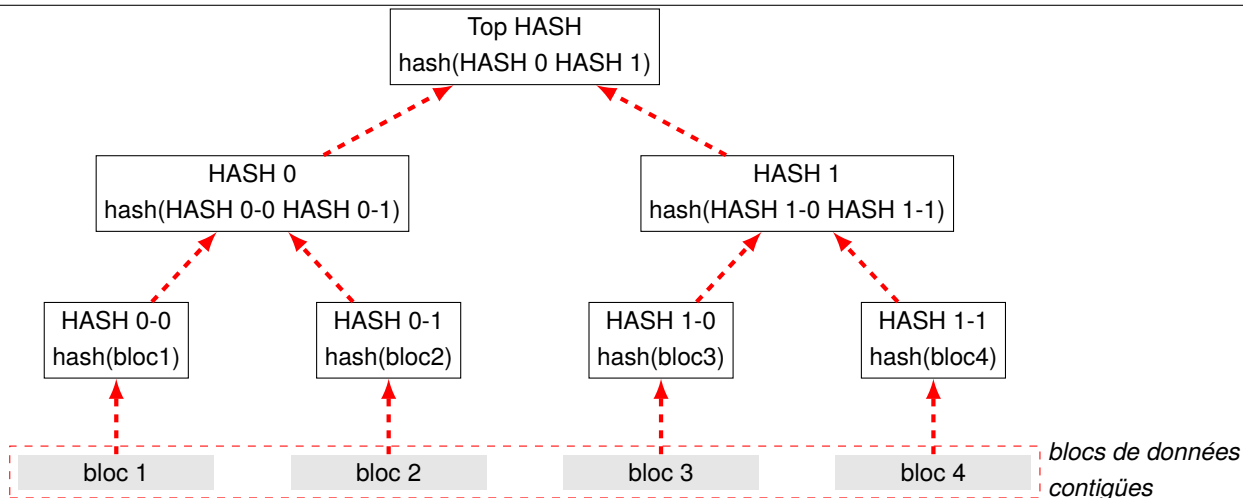 Top HASH
hash(HASH 0 HASH 1)
HASH 0
hash(HASH 0-0 HASH 0-1)
HASH 1
hash(HASH 1-0 HASH 1-1)
HASH 0-0
hash(bloc1)
HASH 0-1
hash(bloc2)
HASH 1-0
hash(bloc3)
HASH 1-1
hash(bloc4)
bloc 1
bloc 2
bloc 3
bloc 4
blocs de données
contigües